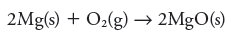 2Mg(s) + O₂(g) → 2MgO(s)